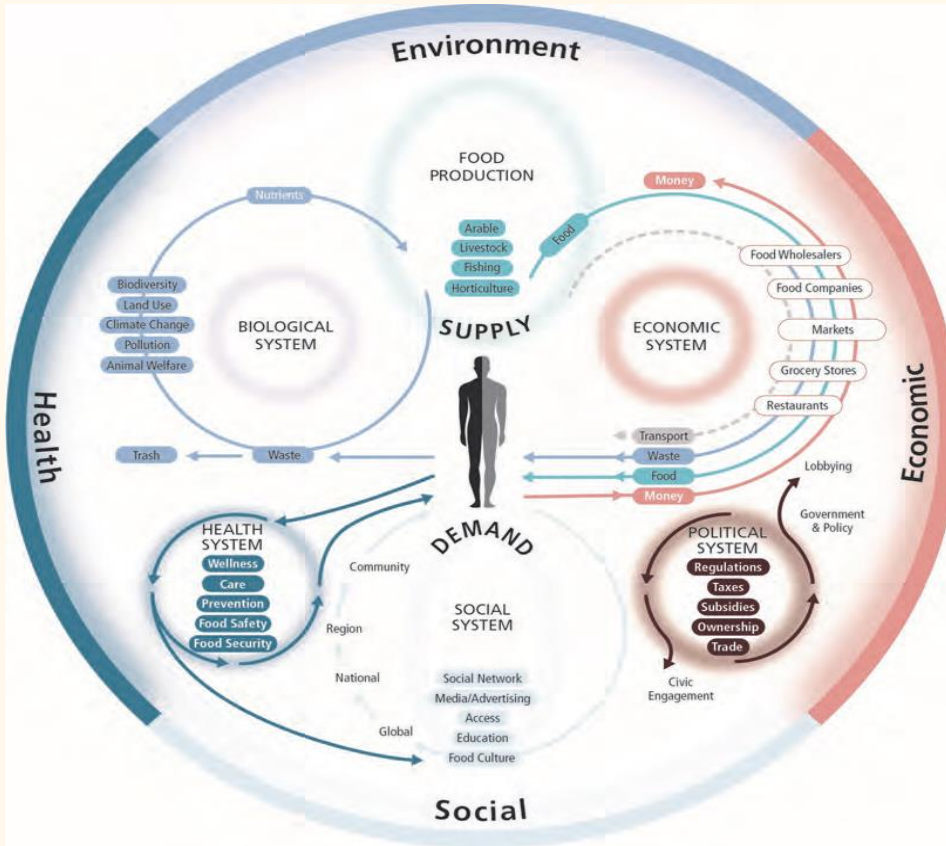 Environment
FOOD
PRODUCTION
Money
Nutrients
Food
Arable
Livestock
Fishing
Horticulture
Food Wholesalers
Food Companies
Markets
Grocery Stores
Restaurants
Biodiversity
Land Use
Climate Change
Pollution
Animal Welfare
BIOLOGICAL
SYSTEM
SUPPLY
ECONOMIC
SYSTEM
Health
Economic
Trash
Waste
Transport
Waste
Food
Money
Lobbying
Government
& Policy
DEMAND
HEALTH
SYSTEM
Wellness
Care
Prevention
Food Safety
Food Security
Community
Region
National
Global
SOCIAL
SYSTEM
Social Network
Media/Advertising
Access
Education
Food Culture
POLITICAL
SYSTEM
Regulations
Taxes
Subsidies
Ownership
Trade
Civic
Engagement
Social